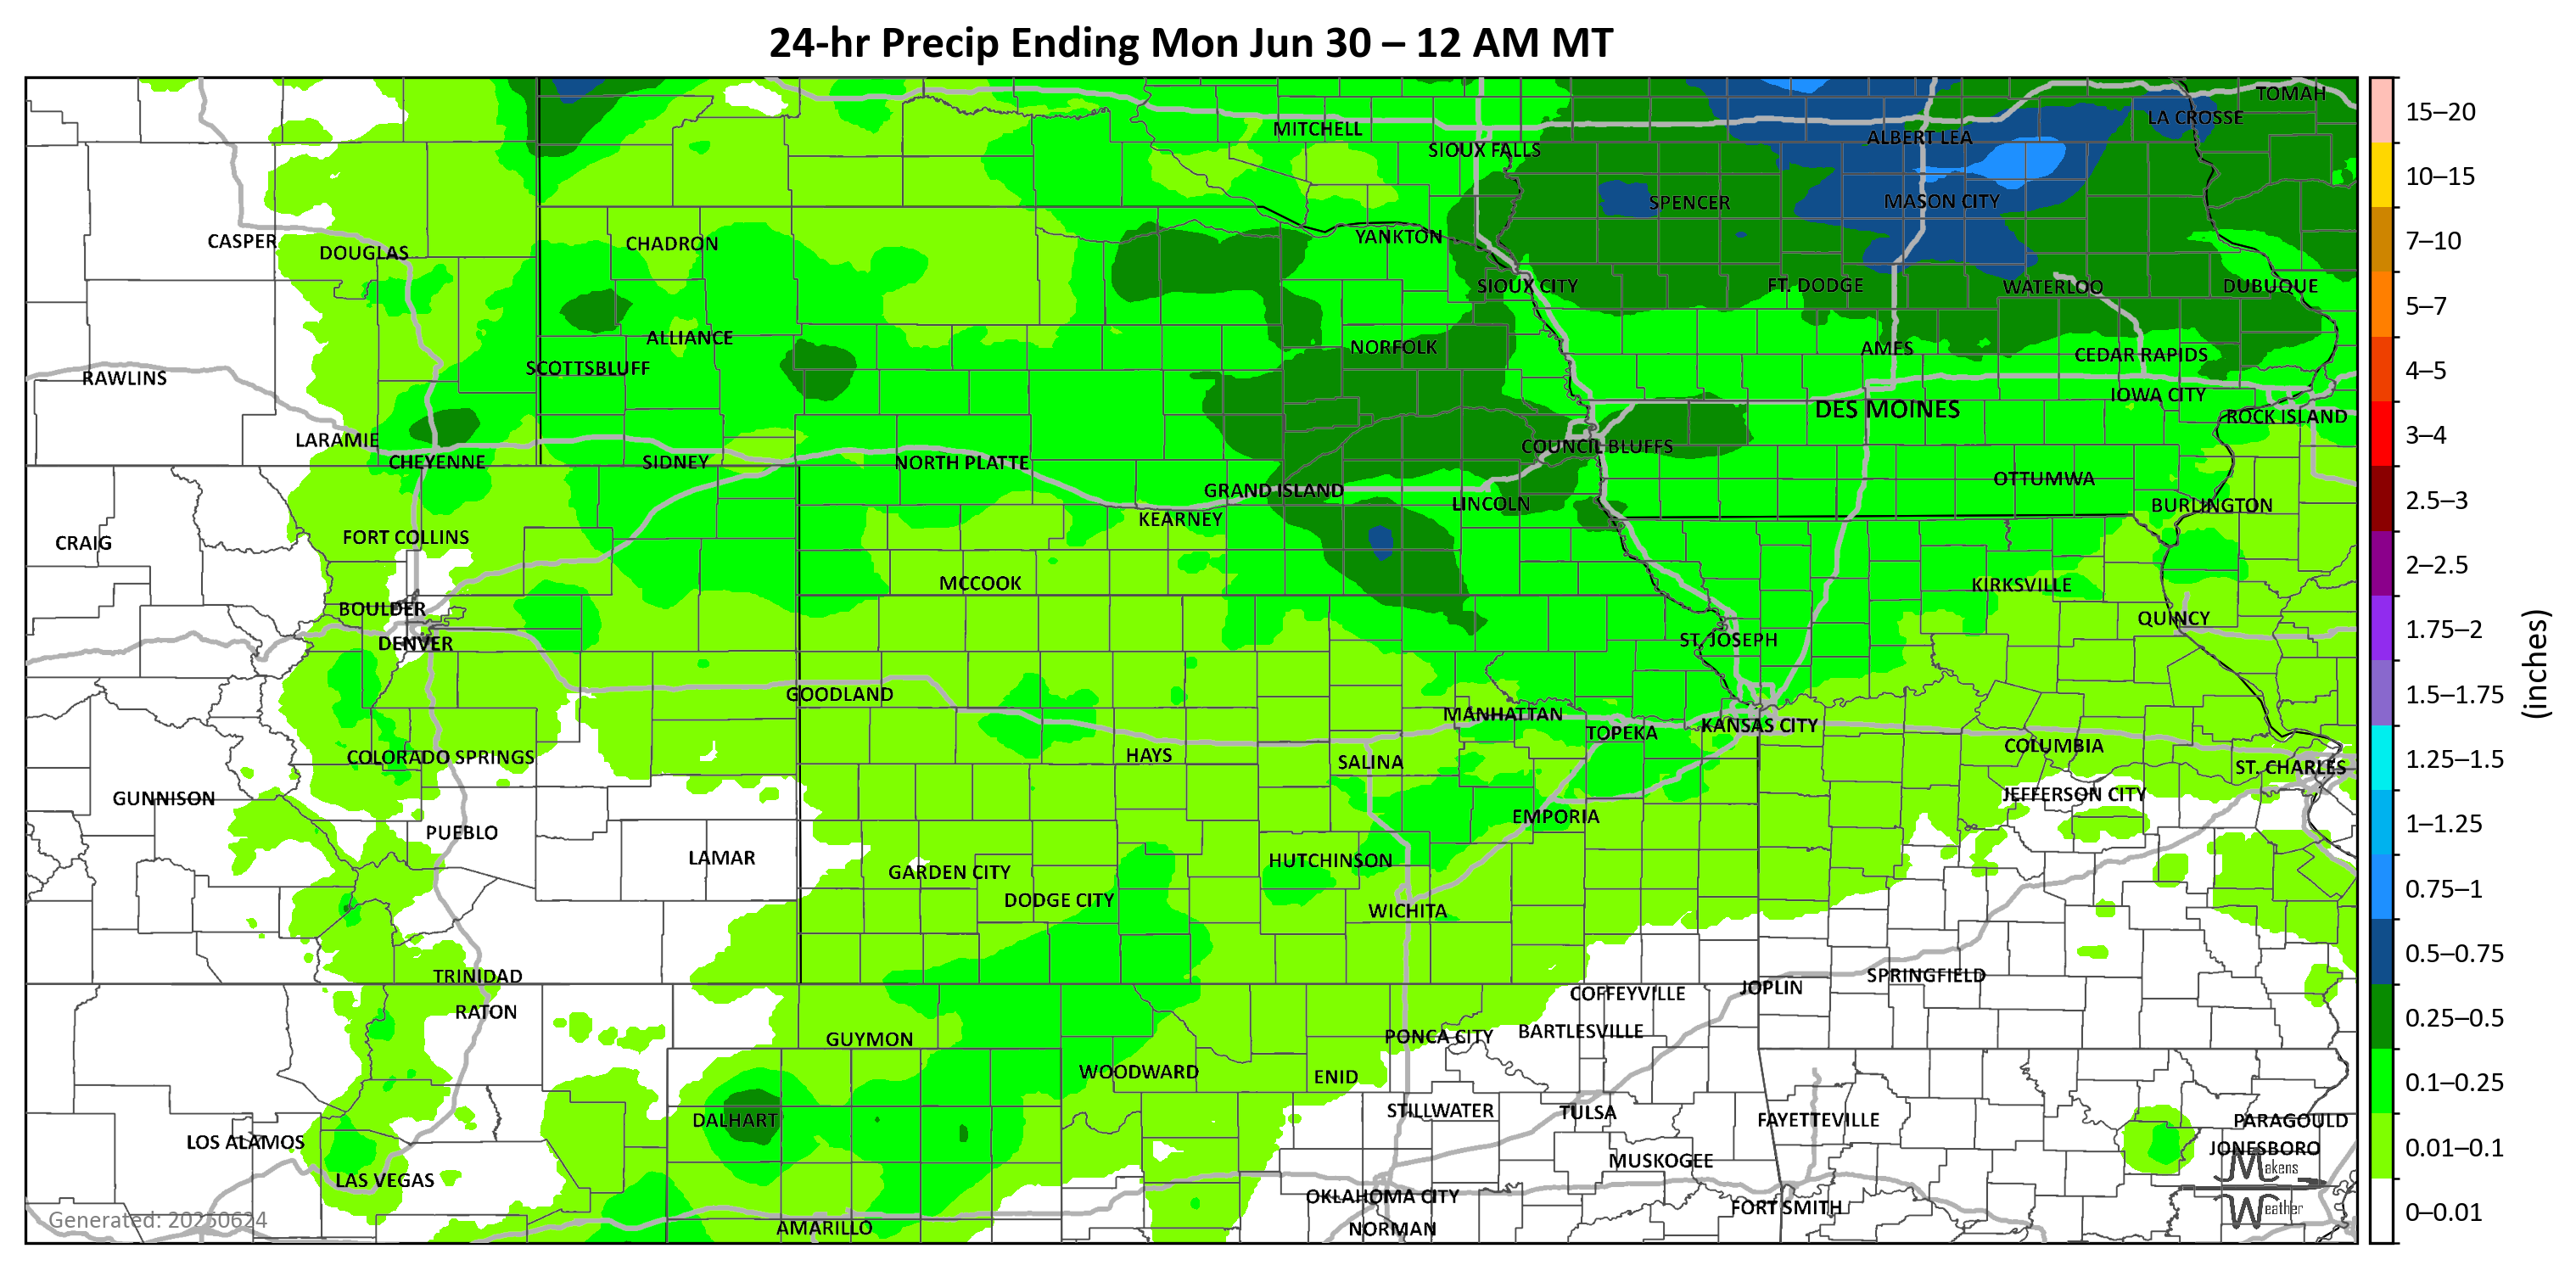 24-hr Precip Ending Mon Jun 30 – 12 AM MT
TOMAH
LA CROSSE
MITCHELL
ALBERT LEA
SIOUX FALLS
SPENCER
MASON CITY
CASPER
DOUGLAS
CHADRON
YANKTON
SIOUX CITY
FT. DODGE
WATERLOO
DUBUQUE
ALLIANCE
NORFOLK
AMES
CEDAR RAPIDS
SCOTTSBLUFF
RAWLINS
IOWA CITY
DES MOINES
ROCK ISLAND
LARAMIE
COUNCIL BLUFFS
CHEYENNE
SIDNEY
NORTH PLATTE
OTTUMWA
GRAND ISLAND
LINCOLN
BURLINGTON
KEARNEY
CRAIG
FORT COLLINS
MCCOOK
KIRKSVILLE
BOULDER
QUINCY
DENVER
ST. JOSEPH
GOODLAND
MANHATTAN
KANSAS CITY
TOPEKA
COLUMBIA
COLORADO SPRINGS
HAYS
SALINA
ST. CHARLES
GUNNISON
JEFFERSON CITY
EMPORIA
PUEBLO
LAMAR
HUTCHINSON
GARDEN CITY
DODGE CITY
WICHITA
TRINIDAD
SPRINGFIELD
JOPLIN
COFFEYVILLE
RATON
GUYMON
PONCA CITY
BARTLESVILLE
WOODWARD
ENID
DALHART
STILLWATER
TULSA
FAYETTEVILLE
PARAGOULD
LOS ALAMOS
JONESBORO
MUSKOGEE
LAS VEGAS
OKLAHOMA CITY
FORT SMITH
AMARILLO
NORMAN
Generated: 20250624
Makens
Weather
15–20
10–15
7–10
5–7
4–5
3–4
2.5–3
2–2.5
1.75–2
1.5–1.75
1.25–1.5
1–1.25
0.75–1
0.5–0.75
0.25–0.5
0.1–0.25
0.01–0.1
0–0.01
(inches)